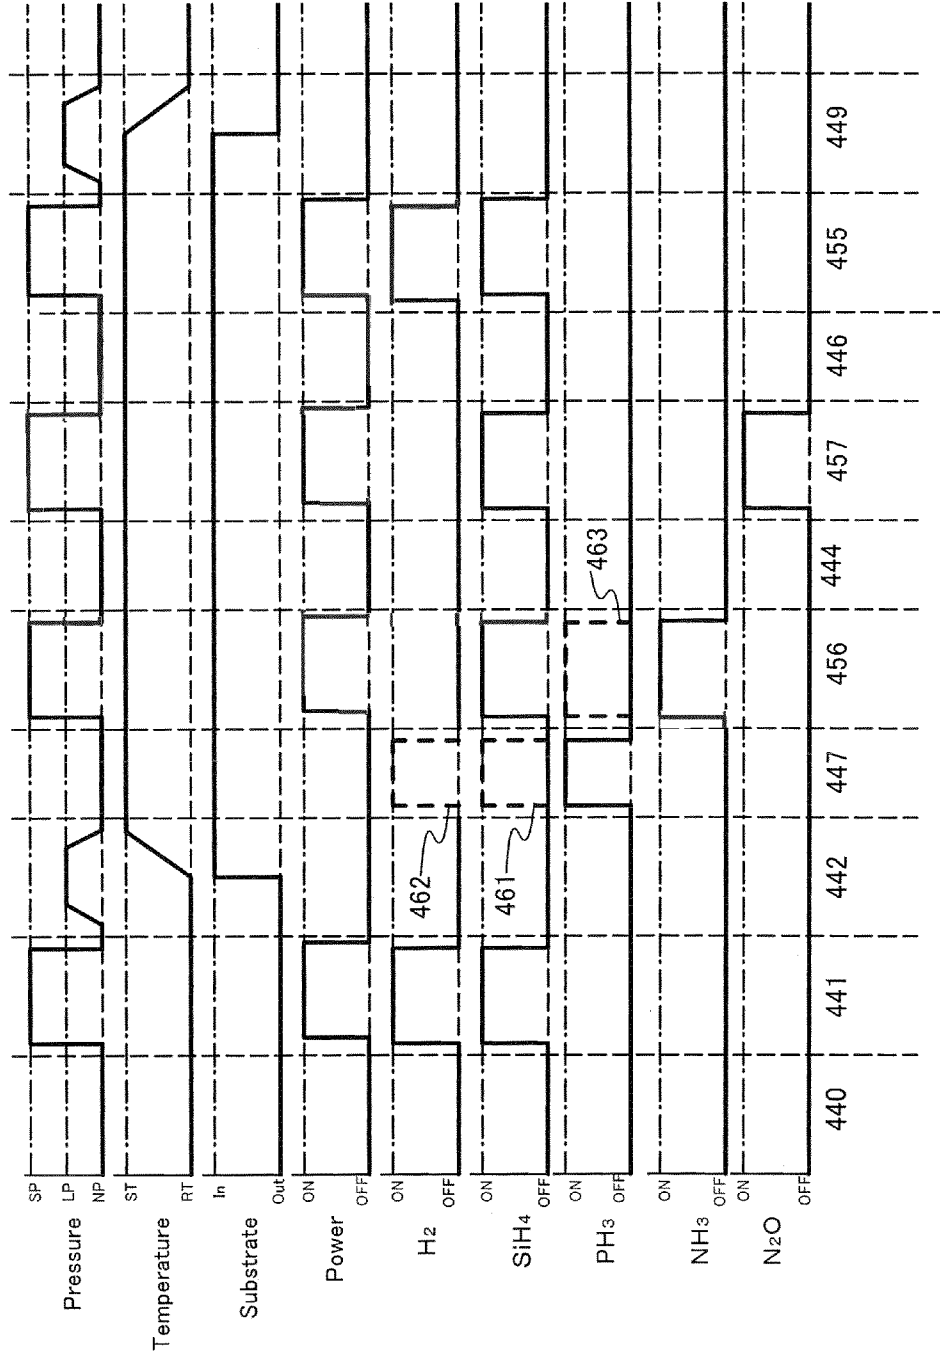 Pressure
SP
LP
NP
Temperature
ST
RT
Substrate
In
Out
Power
ON
OFF
H2
ON
OFF
SiH4
ON
OFF
PH3
ON
OFF
NH3
ON
OFF
N2O
ON
OFF
462
461
463
440 441 442 447 456 444 457 446 455 449